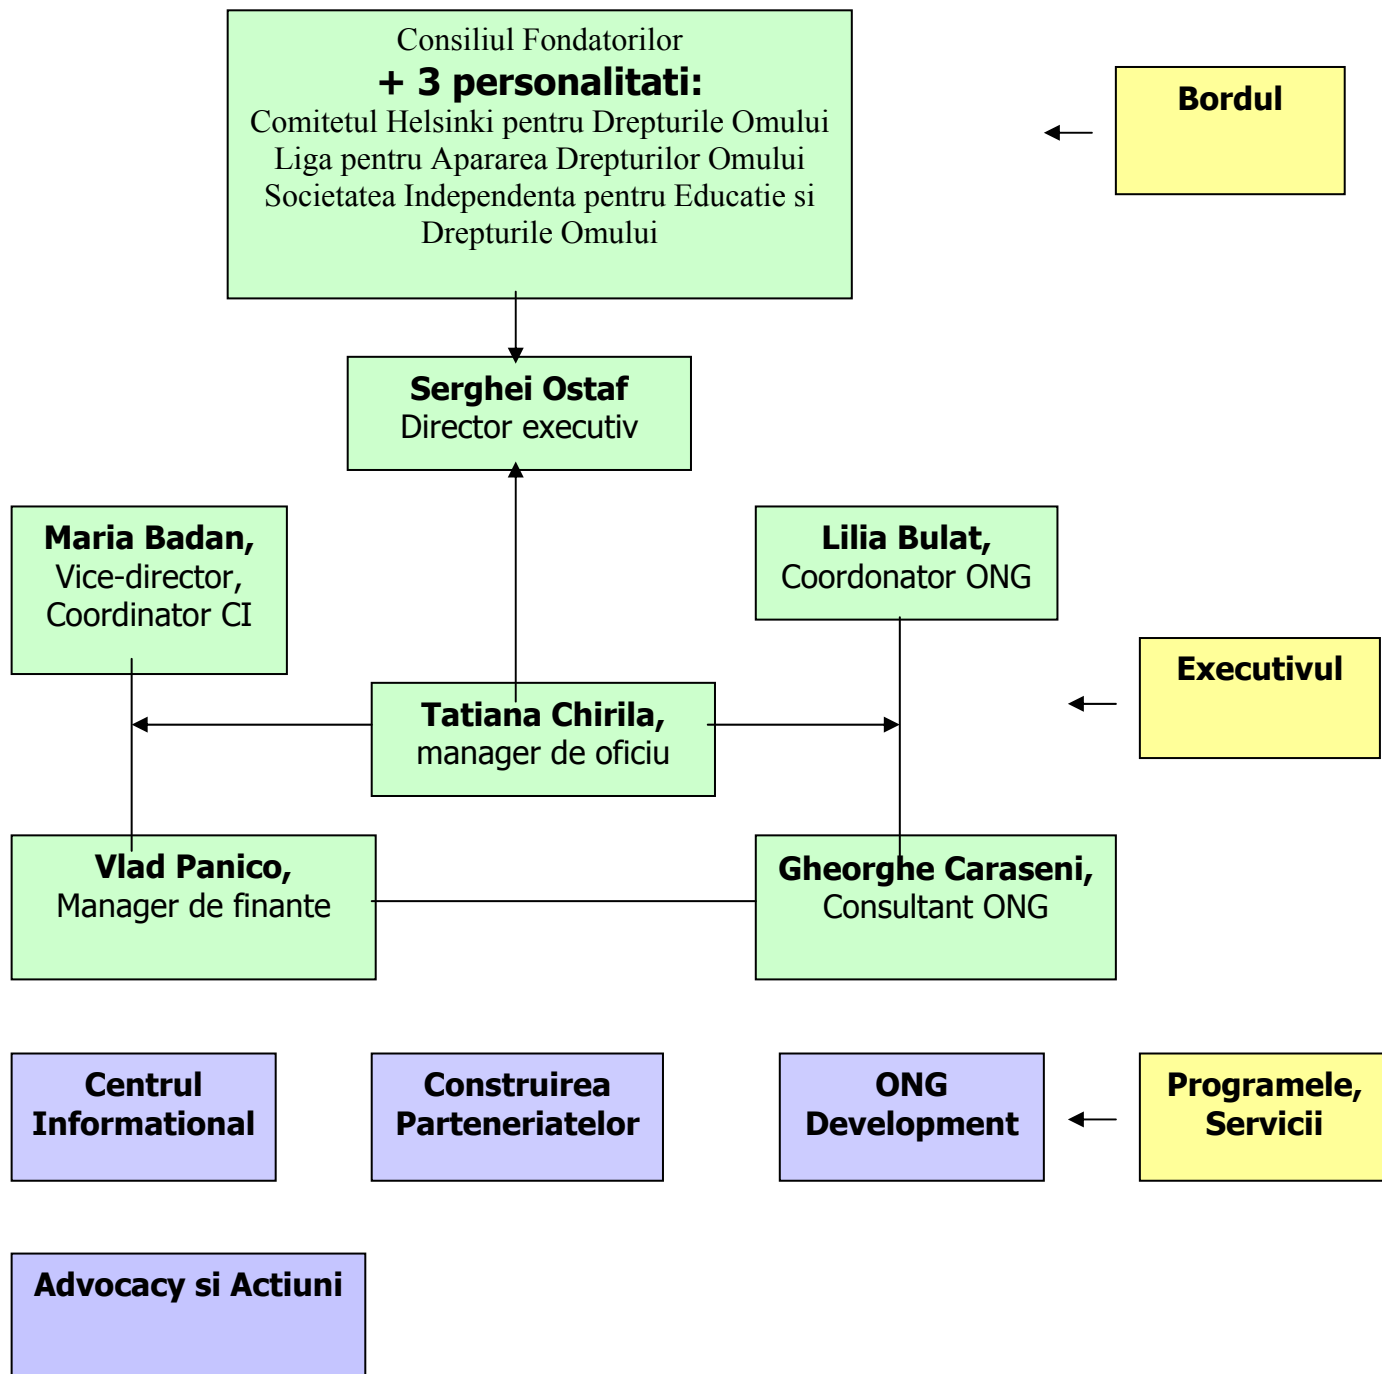 Consiliul Fondatorilor
+ 3 personalitati:
Comitetul Helsinki pentru Drepturile Omului
Liga pentru Apararea Drepturilor Omului
Societatea Independenta pentru Educatie si
Drepturile Omului
Bordul
Serghei Ostaf
Director executiv
Maria Badan,
Vice-director,
Coordinator CI
Lilia Bulat,
Coordonator ONG
Executivul
Tatiana Chirila,
manager de oficiu
Vlad Panico,
Manager de finante
Gheorghe Caraseni,
Consultant ONG
Centrul
Informational
Construirea
Parteneriatelor
ONG
Development
Programele,
Servicii
Advocacy si Actiuni